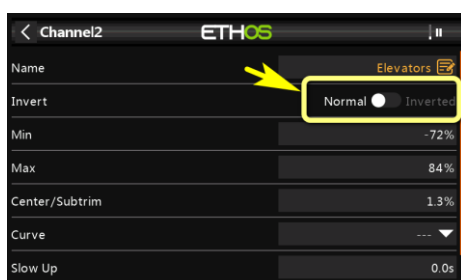 Channel2 ETHOS
Name Elevators
Invert Normal Inverted
Min -72%
Max 84%
Center/Subtrim 1.3%
Curve ---
Slow Up 0.0s